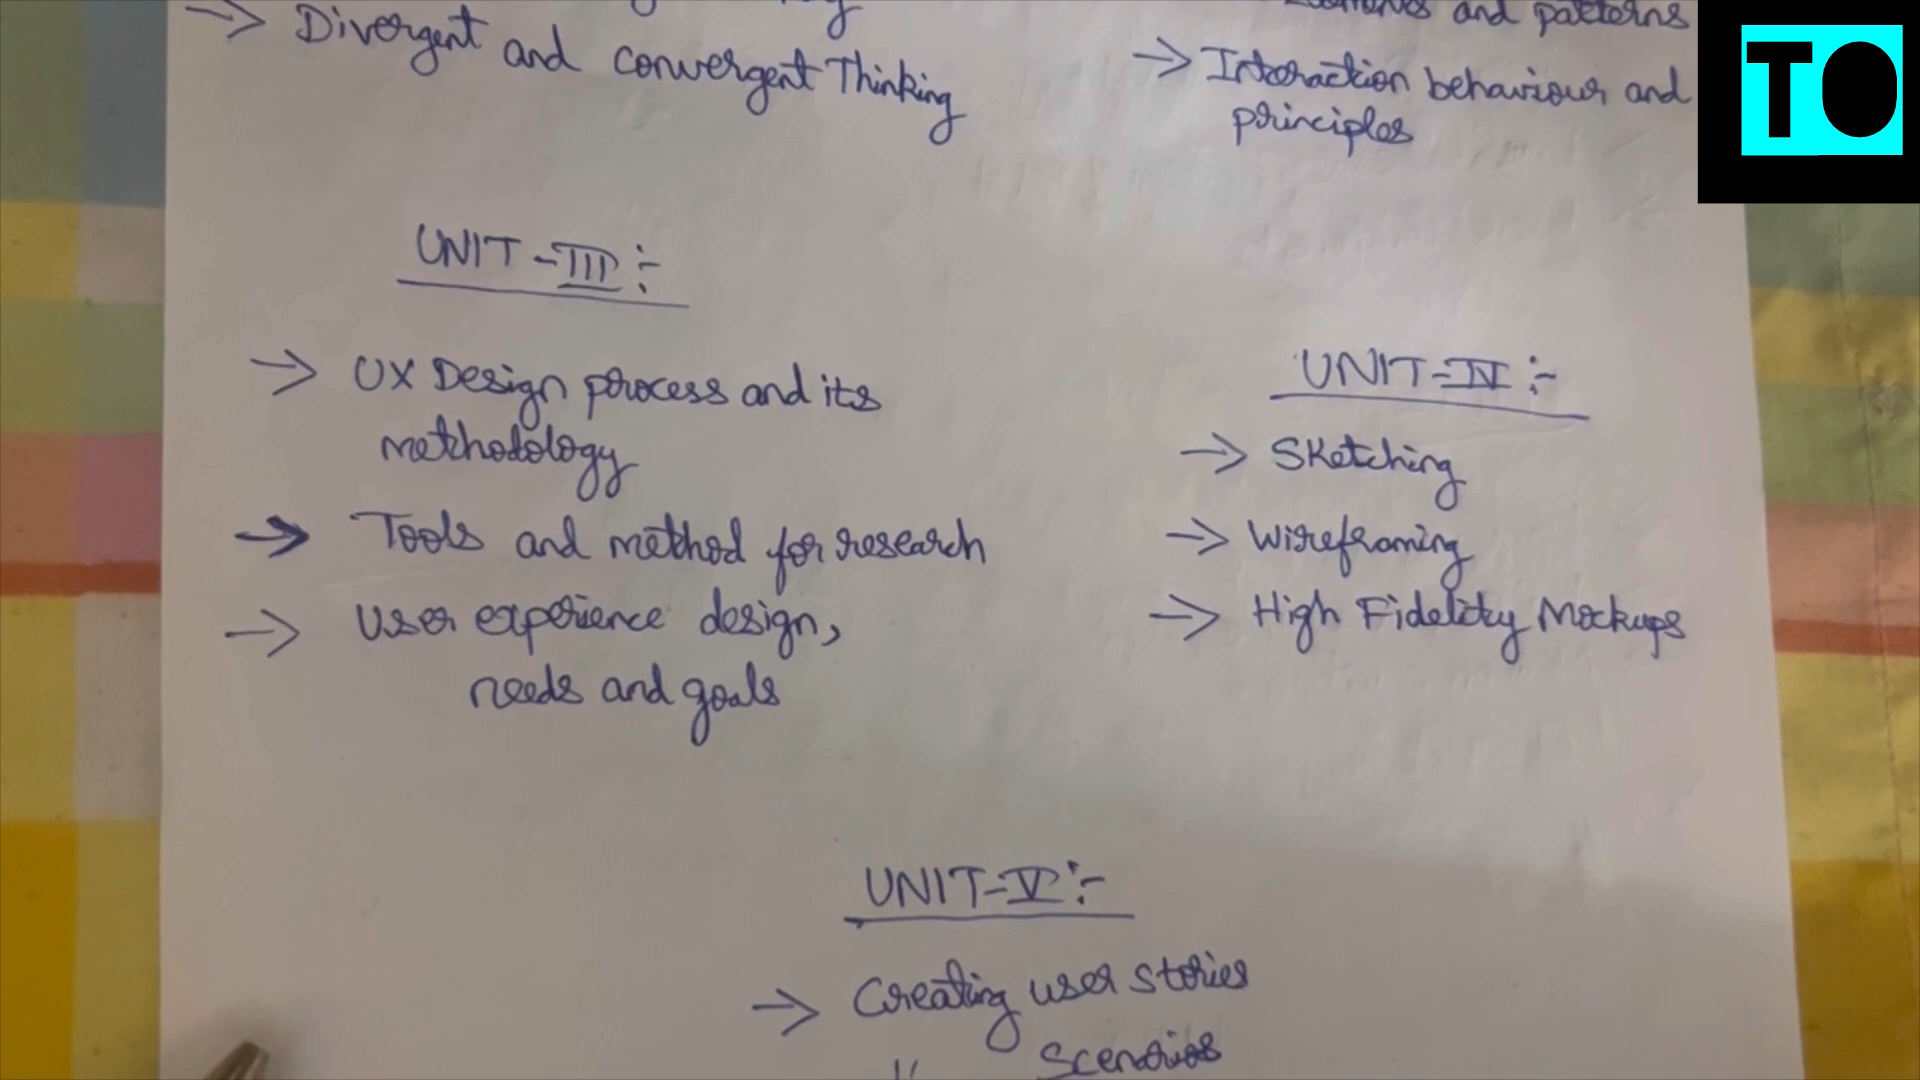 → Divergent and convergent Thinking
and patterns
→ Interaction behaviour and
principles
UNIT-III:-
→ UX Design process and its
methodology
→ Tools and method for research
→ User experience design,
needs and goals
UNIT-IV:-
→ Sketching
→ Wireframing
→ High Fidelity Mockups
UNIT-V:-
→ Creating user stories
scenarios
TO